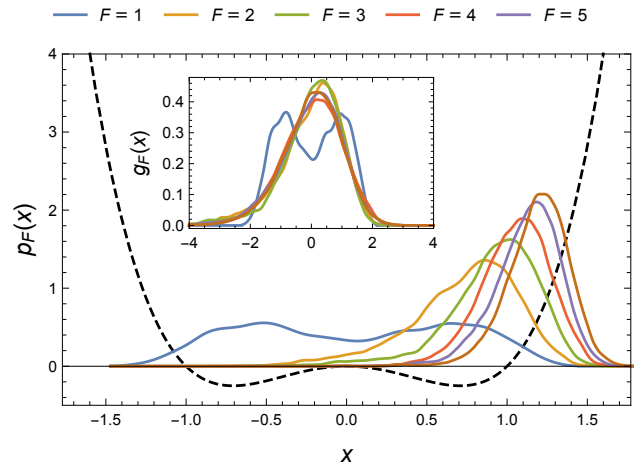 F = 1 F = 2 F = 3 F = 4 F = 5
4
3
2
1
0
p_F(x)
−1.5 −1.0 −0.5 0.0 0.5 1.0 1.5
x
0.4
0.3
0.2
0.1
0.0
g_F(x)
−4 −2 0 2 4
x